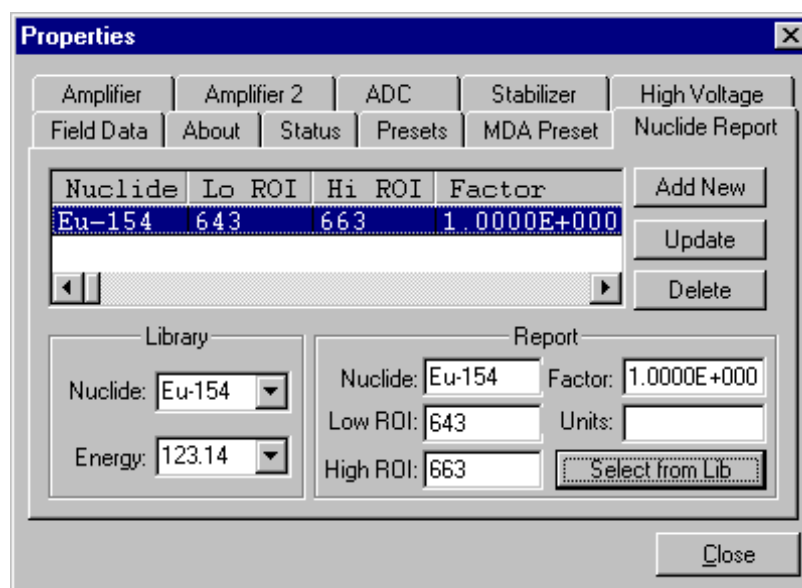 Properties
Amplifier Amplifier 2 ADC Stabilizer High Voltage
Field Data About Status Presets MDA Preset Nuclide Report
Nuclide Lo ROI Hi ROI Factor
Eu-154 643 663 1.0000E+000
Add New
Update
Delete
Library
Nuclide: Eu-154
Energy: 123.14
Report
Nuclide: Eu-154 Factor: 1.0000E+000
Low ROI: 643 Units:
High ROI: 663 Select from Lib
Close